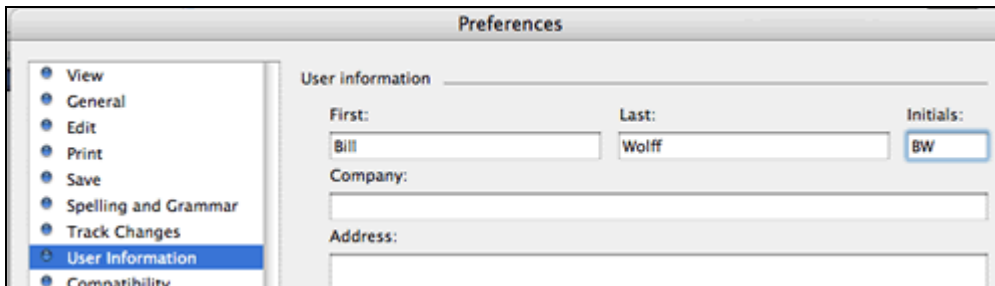 Preferences
View
General
Edit
Print
Save
Spelling and Grammar
Track Changes
User Information
Compatibility
User information
First: Last: Initials:
Bill Wolff BW
Company:
Address: